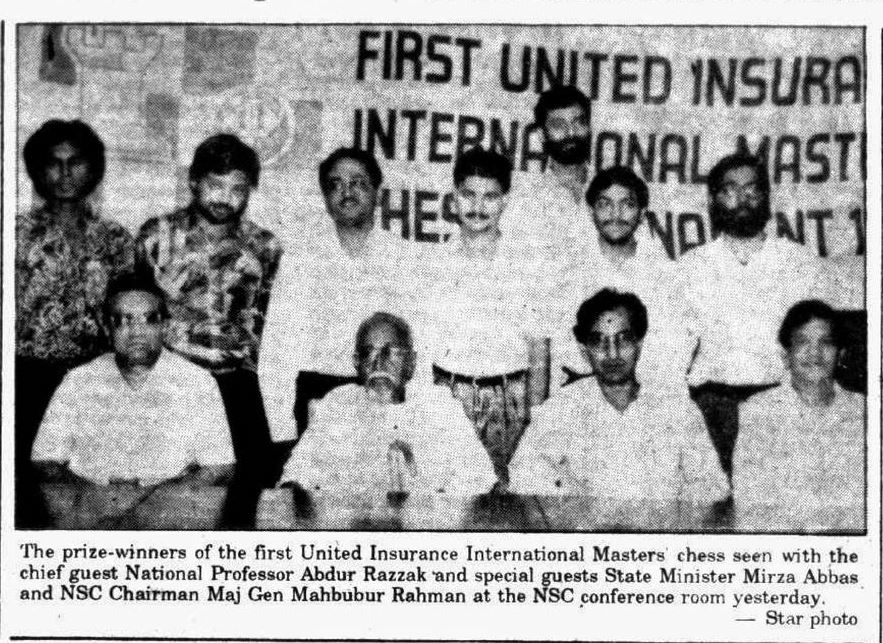 FIRST UNITED INSURA
INTERNA ONAL MAST
HES NT 1
The prize-winners of the first United Insurance International Masters chess seen with the
chief guest National Professor Abdur Razzak and special guests State Minister Mirza Abbas
and NSC Chairman Maj Gen Mahbubur Rahman at the NSC conference room yesterday.
— Star photo